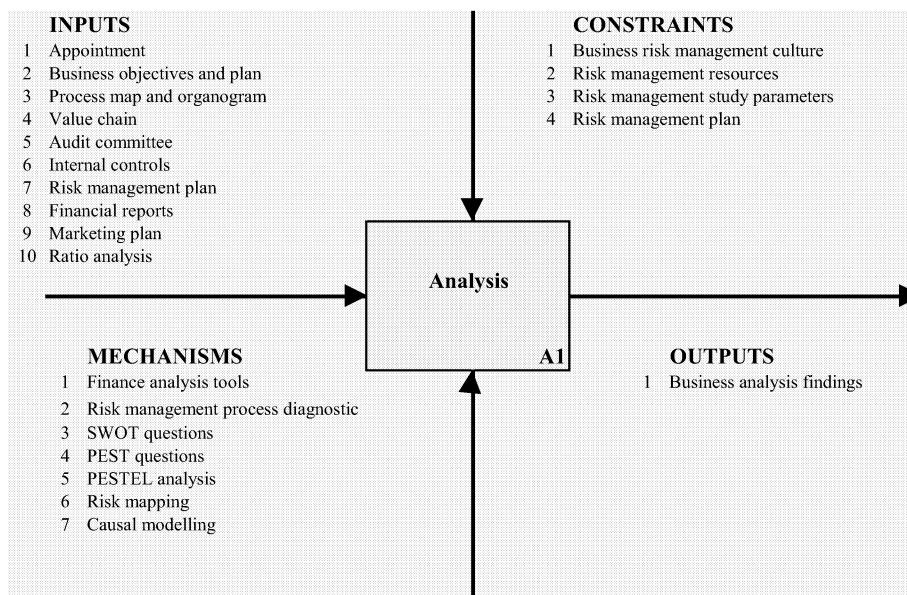 INPUTS
1 Appointment
2 Business objectives and plan
3 Process map and organogram
4 Value chain
5 Audit committee
6 Internal controls
7 Risk management plan
8 Financial reports
9 Marketing plan
10 Ratio analysis
CONSTRAINTS
1 Business risk management culture
2 Risk management resources
3 Risk management study parameters
4 Risk management plan
Analysis
A1
MECHANISMS
1 Finance analysis tools
2 Risk management process diagnostic
3 SWOT questions
4 PEST questions
5 PESTEL analysis
6 Risk mapping
7 Causal modelling
OUTPUTS
1 Business analysis findings